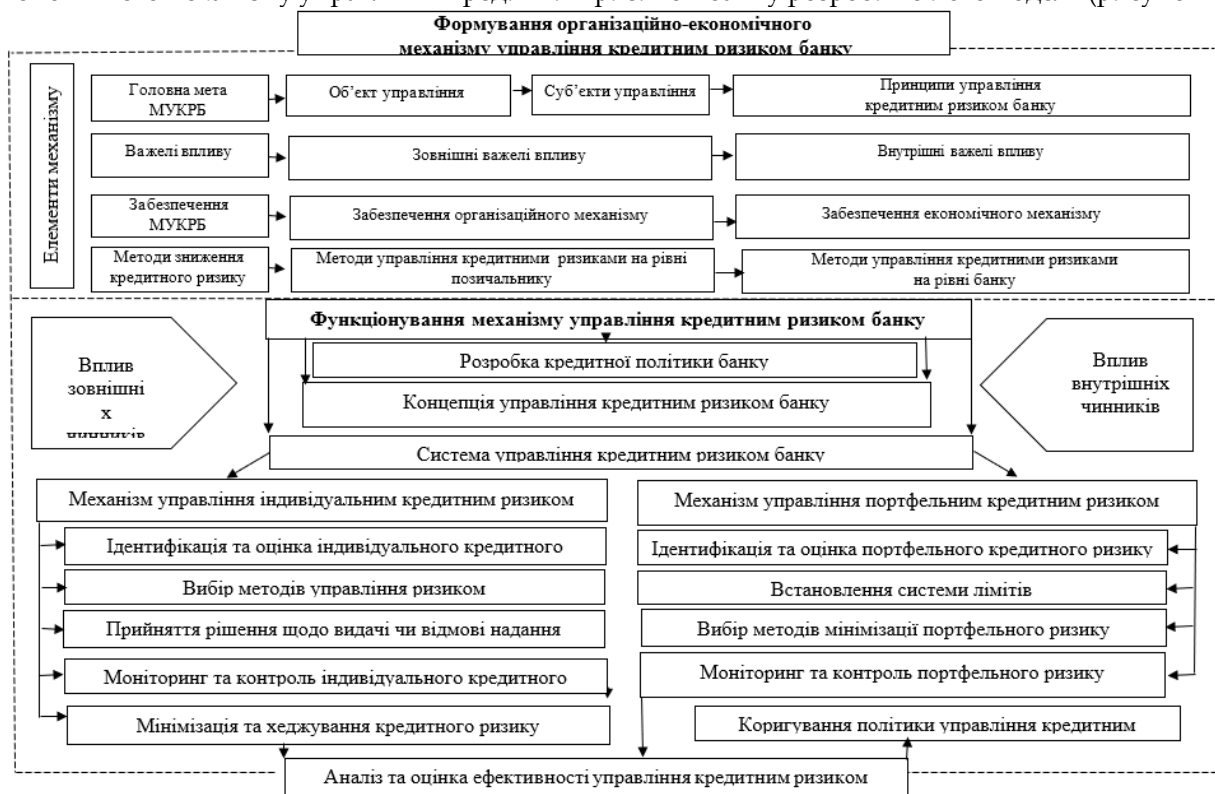 Формування організаційно-економічного
механізму управління кредитним ризиком банку
Елементи механізму
Головна мета
МУКРБ
Об’єкт управління
Суб’єкти управління
Принципи управління
кредитним ризиком банку
Важелі впливу
Зовнішні важелі впливу
Внутрішні важелі впливу
Забезпечення
МУКРБ
Забезпечення організаційного механізму
Забезпечення економічного механізму
Методи зниження
кредитного ризику
Методи управління кредитними ризиками на рівні
позичальнику
Методи управління кредитними ризиками
на рівні банку
Функціонування механізму управління кредитним ризиком банку
Вплив
зовнішні
х
чинників
Розробка кредитної політики банку
Концепція управління кредитним ризиком банку
Вплив
внутрішніх
чинників
Система управління кредитним ризиком банку
Механізм управління індивідуальним кредитним ризиком
Ідентифікація та оцінка індивідуального кредитного
Вибір методів управління ризиком
Прийняття рішення щодо видачі чи відмові надання
Моніторинг та контроль індивідуального кредитного
Мінімізація та хеджування кредитного ризику
Механізм управління портфельним кредитним ризиком
Ідентифікація та оцінка портфельного кредитного ризику
Встановлення системи лімітів
Вибір методів мінімізації портфельного ризику
Моніторинг та контроль портфельного ризику
Коригування політики управління кредитним
Аналіз та оцінка ефективності управління кредитним ризиком